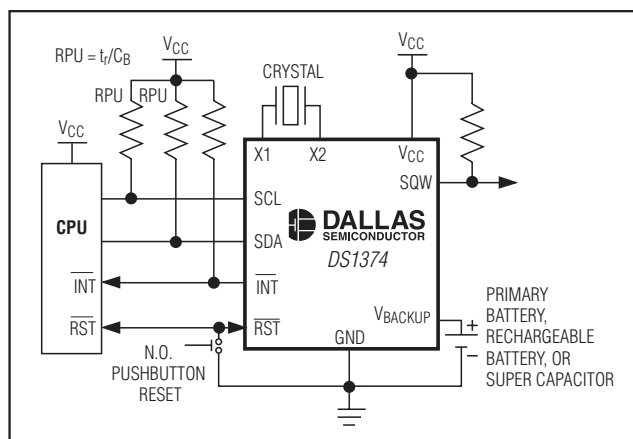 RPU = tr/CB
VCC
CRYSTAL
VCC
RPU
RPU
VCC
X1
X2
VCC
SQW
CPU
SCL
DALLAS
SEMICONDUCTOR
DS1374
SDA
INT
INT
VBACKUP
RST
RST
GND
N.O.
PUSHBUTTON
RESET
+
PRIMARY
BATTERY,
RECHARGEABLE
BATTERY, OR
SUPER CAPACITOR
−